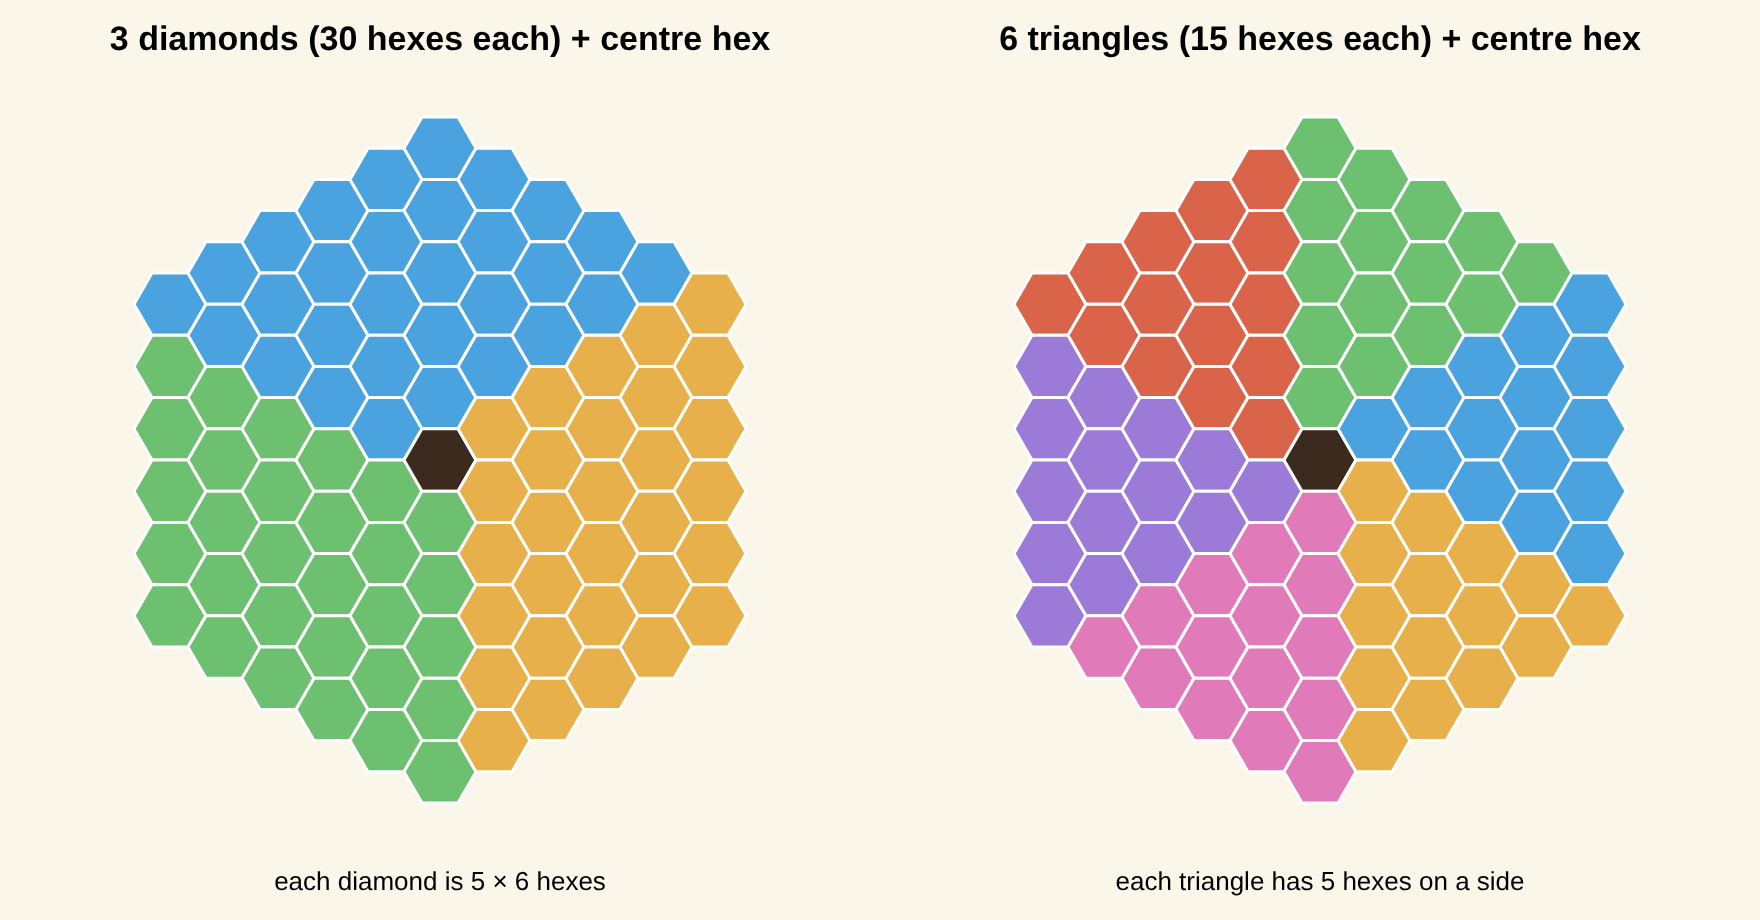 3 diamonds (30 hexes each) + centre hex
6 triangles (15 hexes each) + centre hex
each diamond is 5 × 6 hexes
each triangle has 5 hexes on a side